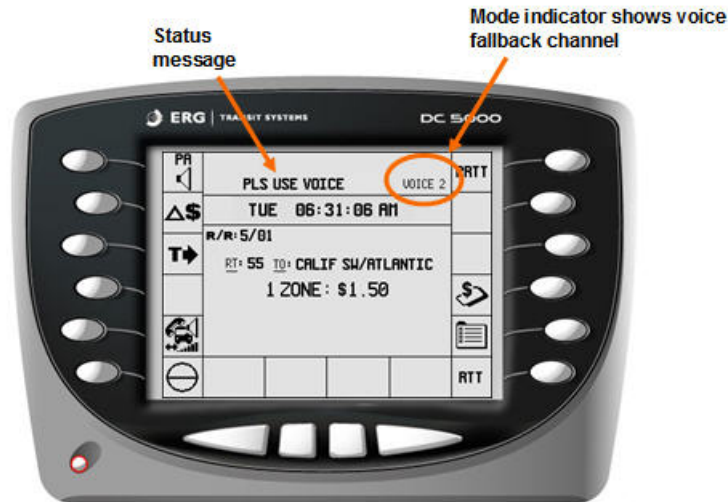 Mode indicator shows voice
fallback channel
Status
message
ERG | TRANSIT SYSTEMS
DC 5000
PA
PRTT
PLS USE VOICE
VOICE 2
$
TUE 06:31:06 AM
R/R:5/01
T
RT: 55 TO: CALIF SW/ATLANTIC
1 ZONE: $1.50
$
RTT